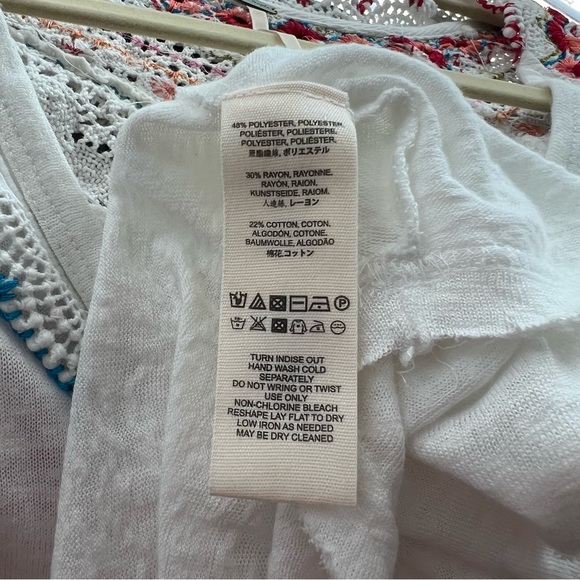 48% POLYESTER, POLYESTER,
POLIÉSTER, POLIESTERE,
POLYESTER, POLIÉSTER
聚酯纖維, ポリエステル
30% RAYON, RAYONNE,
RAYÓN, RAION,
KUNSTSEIDE, RAIOM,
人造絲, レーヨン
22% COTTON, COTON,
ALGODÓN, COTONE,
BAUMWOLLE, ALGODÃO
棉花,コットン
TURN INDISE OUT
HAND WASH COLD
SEPARATELY
DO NOT WRING OR TWIST
USE ONLY
NON-CHLORINE BLEACH
RESHAPE LAY FLAT TO DRY
LOW IRON AS NEEDED
MAY BE DRY CLEANED